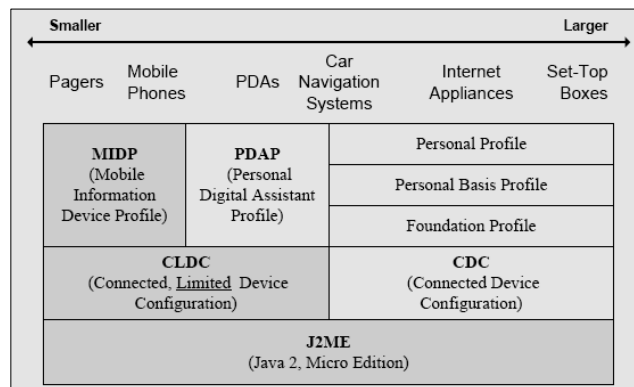 Smaller Larger
Pagers Mobile Phones PDAs Car Navigation Systems Internet Appliances Set-Top Boxes
MIDP
(Mobile
Information
Device Profile)
PDAP
(Personal
Digital Assistant
Profile)
Personal Profile
Personal Basis Profile
Foundation Profile
CLDC
(Connected, Limited Device
Configuration)
CDC
(Connected Device
Configuration)
J2ME
(Java 2, Micro Edition)